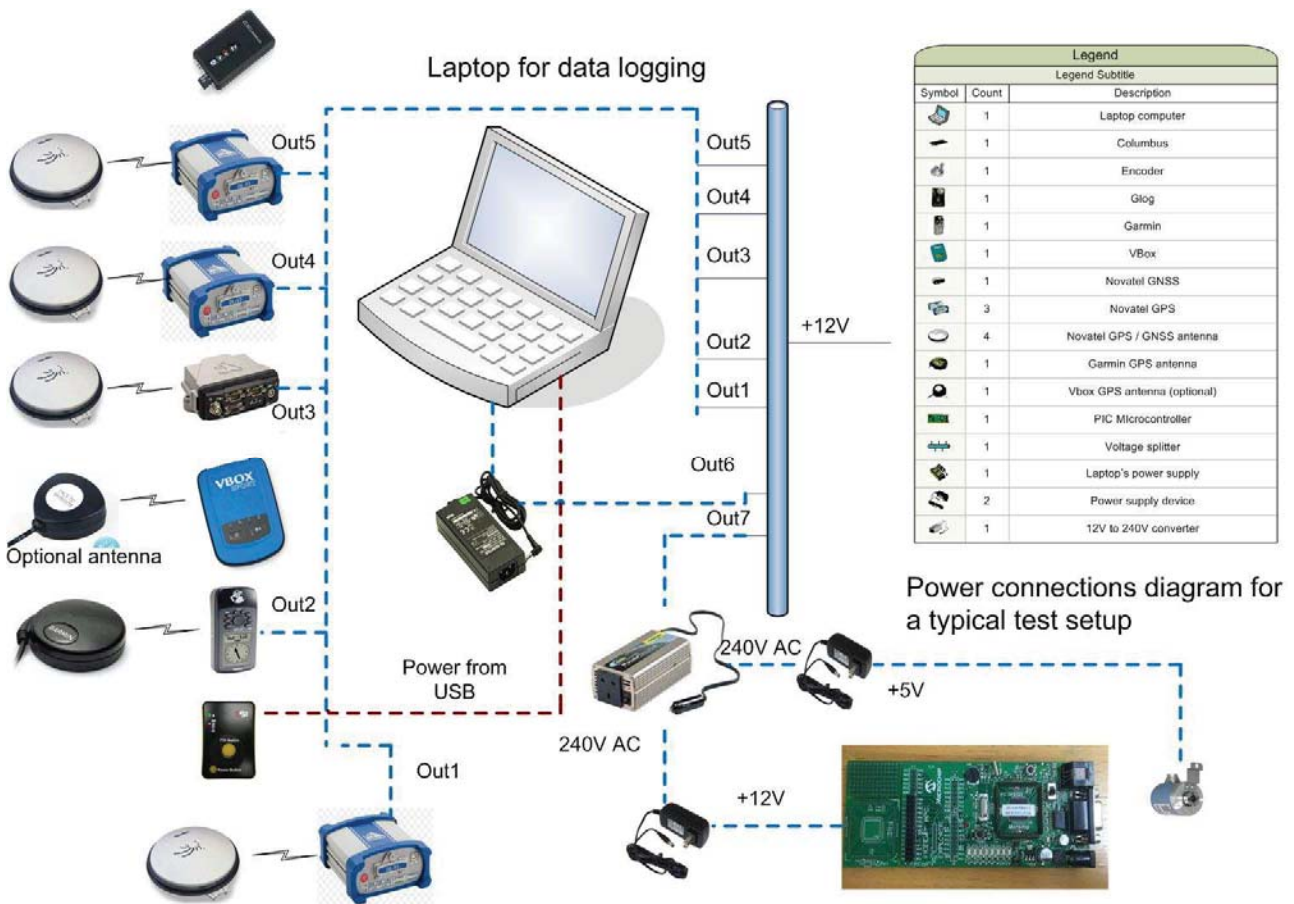 Laptop for data logging
Out5
Out4
Out3
VBOX
SPORT
Optional antenna
GARMIN
Out2
Power from
USB
Out1
Out5
Out4
Out3
Out2
Out1
Out6
Out7
+12V
240V AC
+5V
240V AC
+12V
MICROCHIP
Legend
Legend Subtitle
Symbol Count Description
1 Laptop computer
1 Columbus
1 Encoder
1 Glog
1 Garmin
1 VBox
1 Novatel GNSS
3 Novatel GPS
4 Novatel GPS / GNSS antenna
1 Garmin GPS antenna
1 Vbox GPS antenna (optional)
1 PIC Microcontroller
1 Voltage splitter
1 Laptop's power supply
2 Power supply device
1 12V to 240V converter
Power connections diagram for
a typical test setup